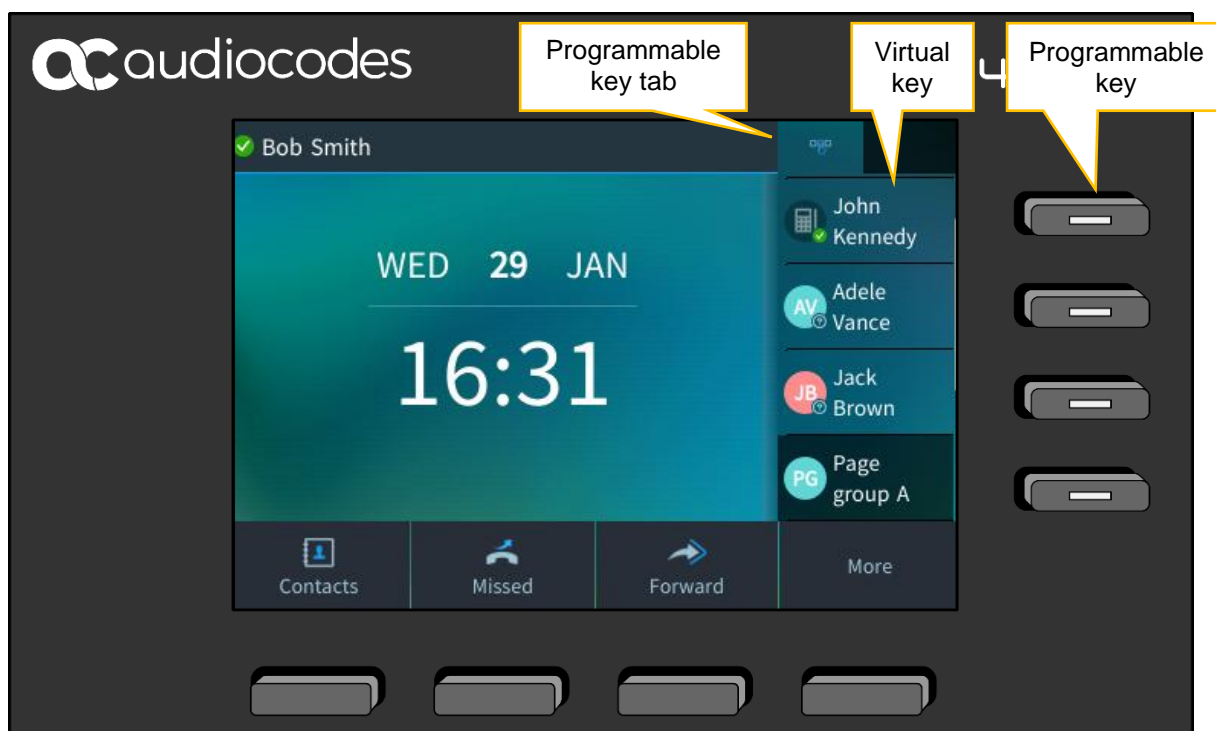 audiocodes
Programmable
key tab
Virtual
key
4
Programmable
key
Bob Smith
WED 29 JAN
16:31
John
Kennedy
AV
Adele
Vance
JB
Jack
Brown
PG
Page
group A
Contacts
Missed
Forward
More